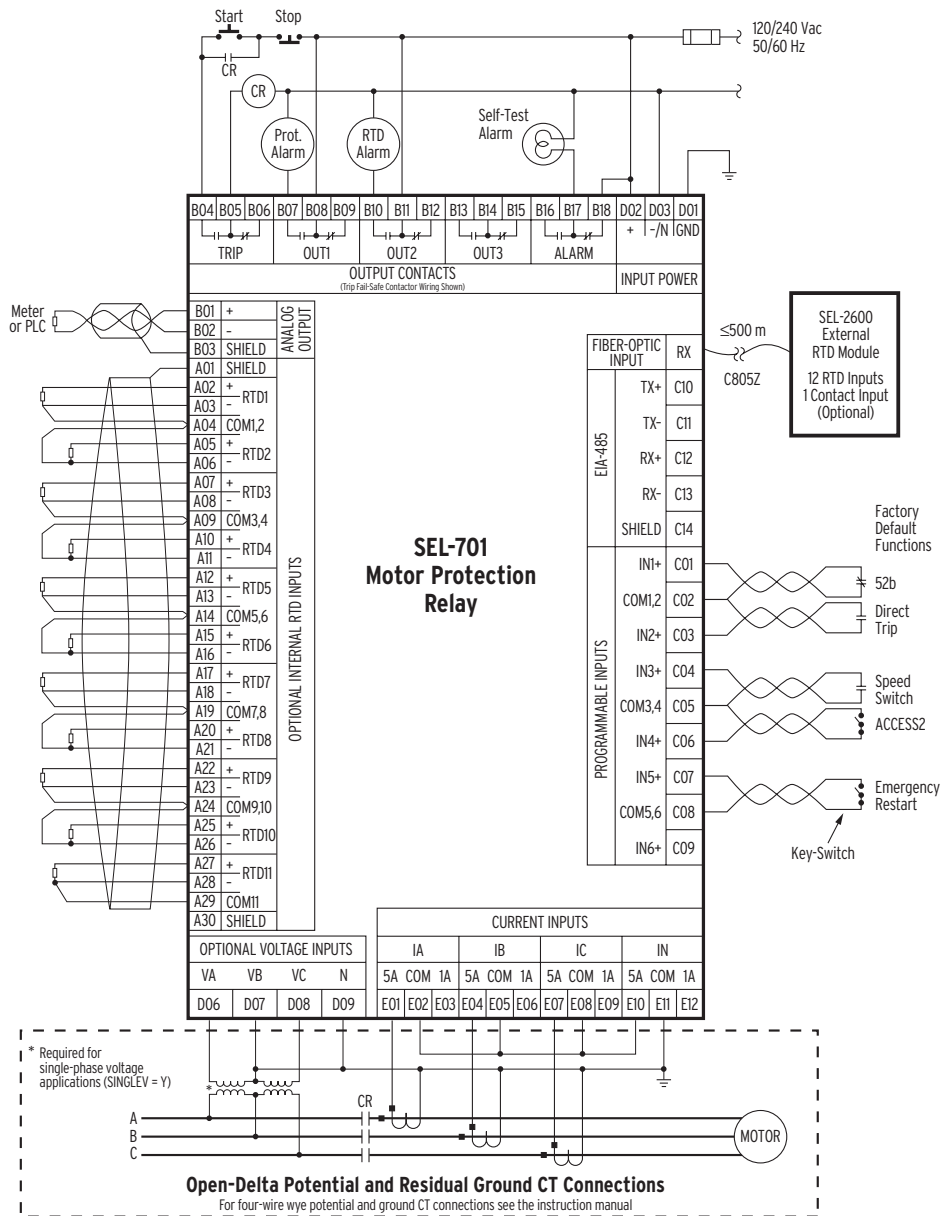 Start
Stop
120/240 Vac
50/60 Hz
CR
CR
Prot.
Alarm
RTD
Alarm
Self-Test
Alarm
B04 B05 B06 B07 B08 B09 B10 B11 B12 B13 B14 B15 B16 B17 B18 D02 D03 D01
+ -/N GND
TRIP OUT1 OUT2 OUT3 ALARM
OUTPUT CONTACTS
(Trip Fail-Safe Contactor Wiring Shown)
INPUT POWER
Meter
or PLC
B01 +
B02 -
B03 SHIELD
ANALOG
OUTPUT
A01 SHIELD
A02 +
RTD1
A03 -
A04 COM1,2
A05 +
RTD2
A06 -
A07 +
RTD3
A08 -
A09 COM3,4
A10 +
RTD4
A11 -
A12 +
RTD5
A13 -
A14 COM5,6
A15 +
RTD6
A16 -
A17 +
RTD7
A18 -
A19 COM7,8
A20 +
RTD8
A21 -
A22 +
RTD9
A23 -
A24 COM9,10
A25 +
RTD10
A26 -
A27 +
RTD11
A28 -
A29 COM11
A30 SHIELD
OPTIONAL INTERNAL RTD INPUTS
SEL-701
Motor Protection
Relay
FIBER-OPTIC
INPUT
RX
≤500 m
C805Z
SEL-2600
External
RTD Module
12 RTD Inputs
1 Contact Input
(Optional)
EIA-485
TX+ C10
TX- C11
RX+ C12
RX- C13
SHIELD C14
PROGRAMMABLE INPUTS
IN1+ C01
COM1,2 C02
IN2+ C03
IN3+ C04
COM3,4 C05
IN4+ C06
IN5+ C07
COM5,6 C08
IN6+ C09
Factory
Default
Functions
52b
Direct
Trip
Speed
Switch
ACCESS2
Emergency
Restart
Key-Switch
CURRENT INPUTS
OPTIONAL VOLTAGE INPUTS
IA IB IC IN
VA VB VC N
5A COM 1A 5A COM 1A 5A COM 1A 5A COM 1A
D06 D07 D08 D09
E01 E02 E03 E04 E05 E06 E07 E08 E09 E10 E11 E12
* Required for
single-phase voltage
applications (SINGLEV = Y)
*
CR
A
B
C
MOTOR
Open-Delta Potential and Residual Ground CT Connections
For four-wire wye potential and ground CT connections see the instruction manual